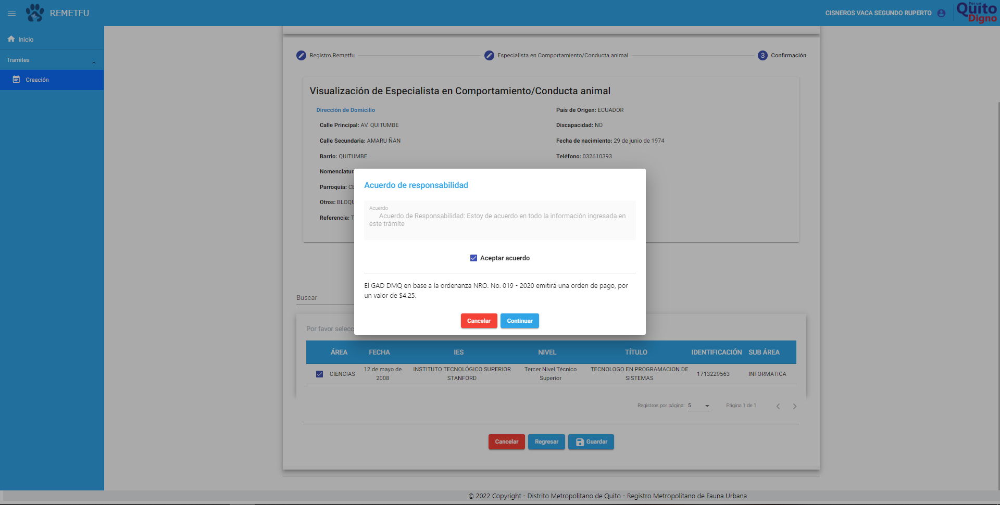 REMETFU
CISNEROS VACA SEGUNDO RUPERTO
Por un
Quito
Digno
Inicio
Tramites
Creación
Registro Remetfu
Especialista en Comportamiento/Conducta animal
3 Confirmación
Visualización de Especialista en Comportamiento/Conducta animal
Dirección de Domicilio
País de Origen: ECUADOR
Calle Principal: AV. QUITUMBE
Discapacidad: NO
Calle Secundaria: AMARU ÑAN
Fecha de nacimiento: 29 de junio de 1974
Barrio: QUITUMBE
Teléfono: 032610393
Parroquia:
Otros:
Referencia:
Acuerdo de responsabilidad
Acuerdo
Acuerdo de Responsabilidad: Estoy de acuerdo en todo la información ingresada en
este trámite
Aceptar acuerdo
El GAD DMQ en base a la ordenanza NRO. No. 019 - 2020 emitirá una orden de pago, por
un valor de $4.25.
Cancelar Continuar
Buscar
Por favor
ÁREA FECHA IES NIVEL TÍTULO IDENTIFICACIÓN SUB ÁREA
CIENCIAS
12 de mayo de
2008
INSTITUTO TECNOLÓGICO SUPERIOR
STANFORD
Tercer Nivel Técnico
Superior
TECNOLOGO EN PROGRAMACION DE
SISTEMAS
1713229563
INFORMATICA
Registros por página: 5
Página 1 de 1
Cancelar Regresar Guardar
© 2022 Copyright - Distrito Metropolitano de Quito - Registro Metropolitano de Fauna Urbana